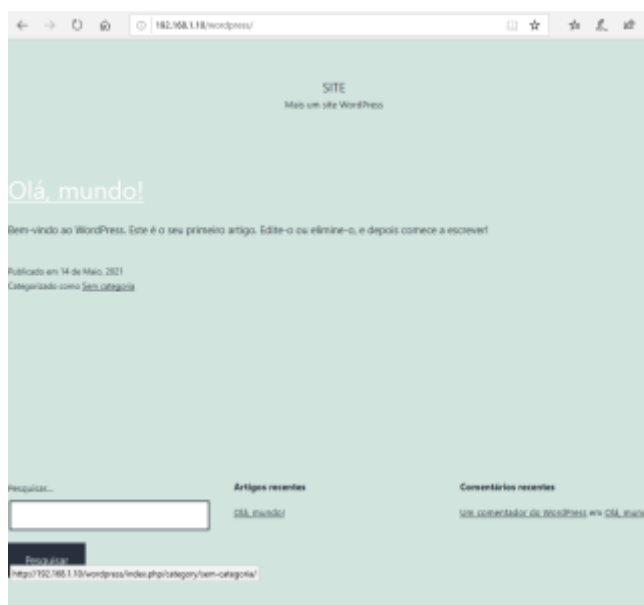 192.168.1.10/wordpress/
SITE
Mais um site WordPress
Olá, mundo!
Bem-vindo ao WordPress. Este é o seu primeiro artigo. Edite-o ou elimine-o, e depois comece a escrever!
Publicado em 14 de Maio, 2021
Categorizado como Sem categoria
Pesquisar...
Artigos recentes
Comentários recentes
Olá, mundo!
Um comentador do WordPress em Olá,
Pesquisar
http://192.168.1.10/wordpress/index.php/category/sem-categoria/